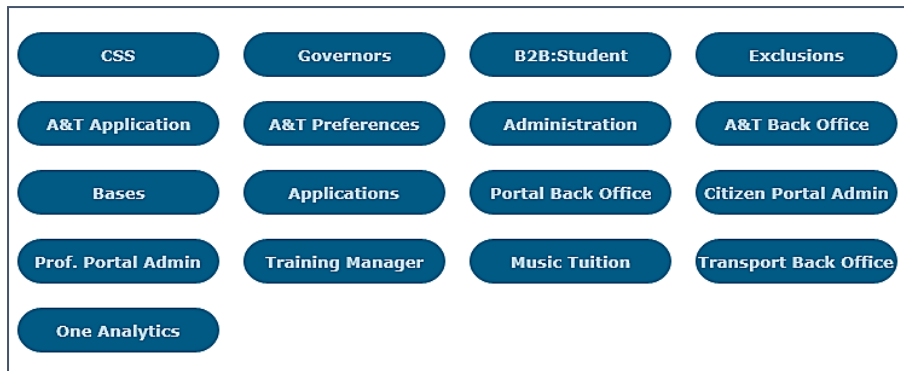 CSS
Governors
B2B:Student
Exclusions
A&T Application
A&T Preferences
Administration
A&T Back Office
Bases
Applications
Portal Back Office
Citizen Portal Admin
Prof. Portal Admin
Training Manager
Music Tuition
Transport Back Office
One Analytics